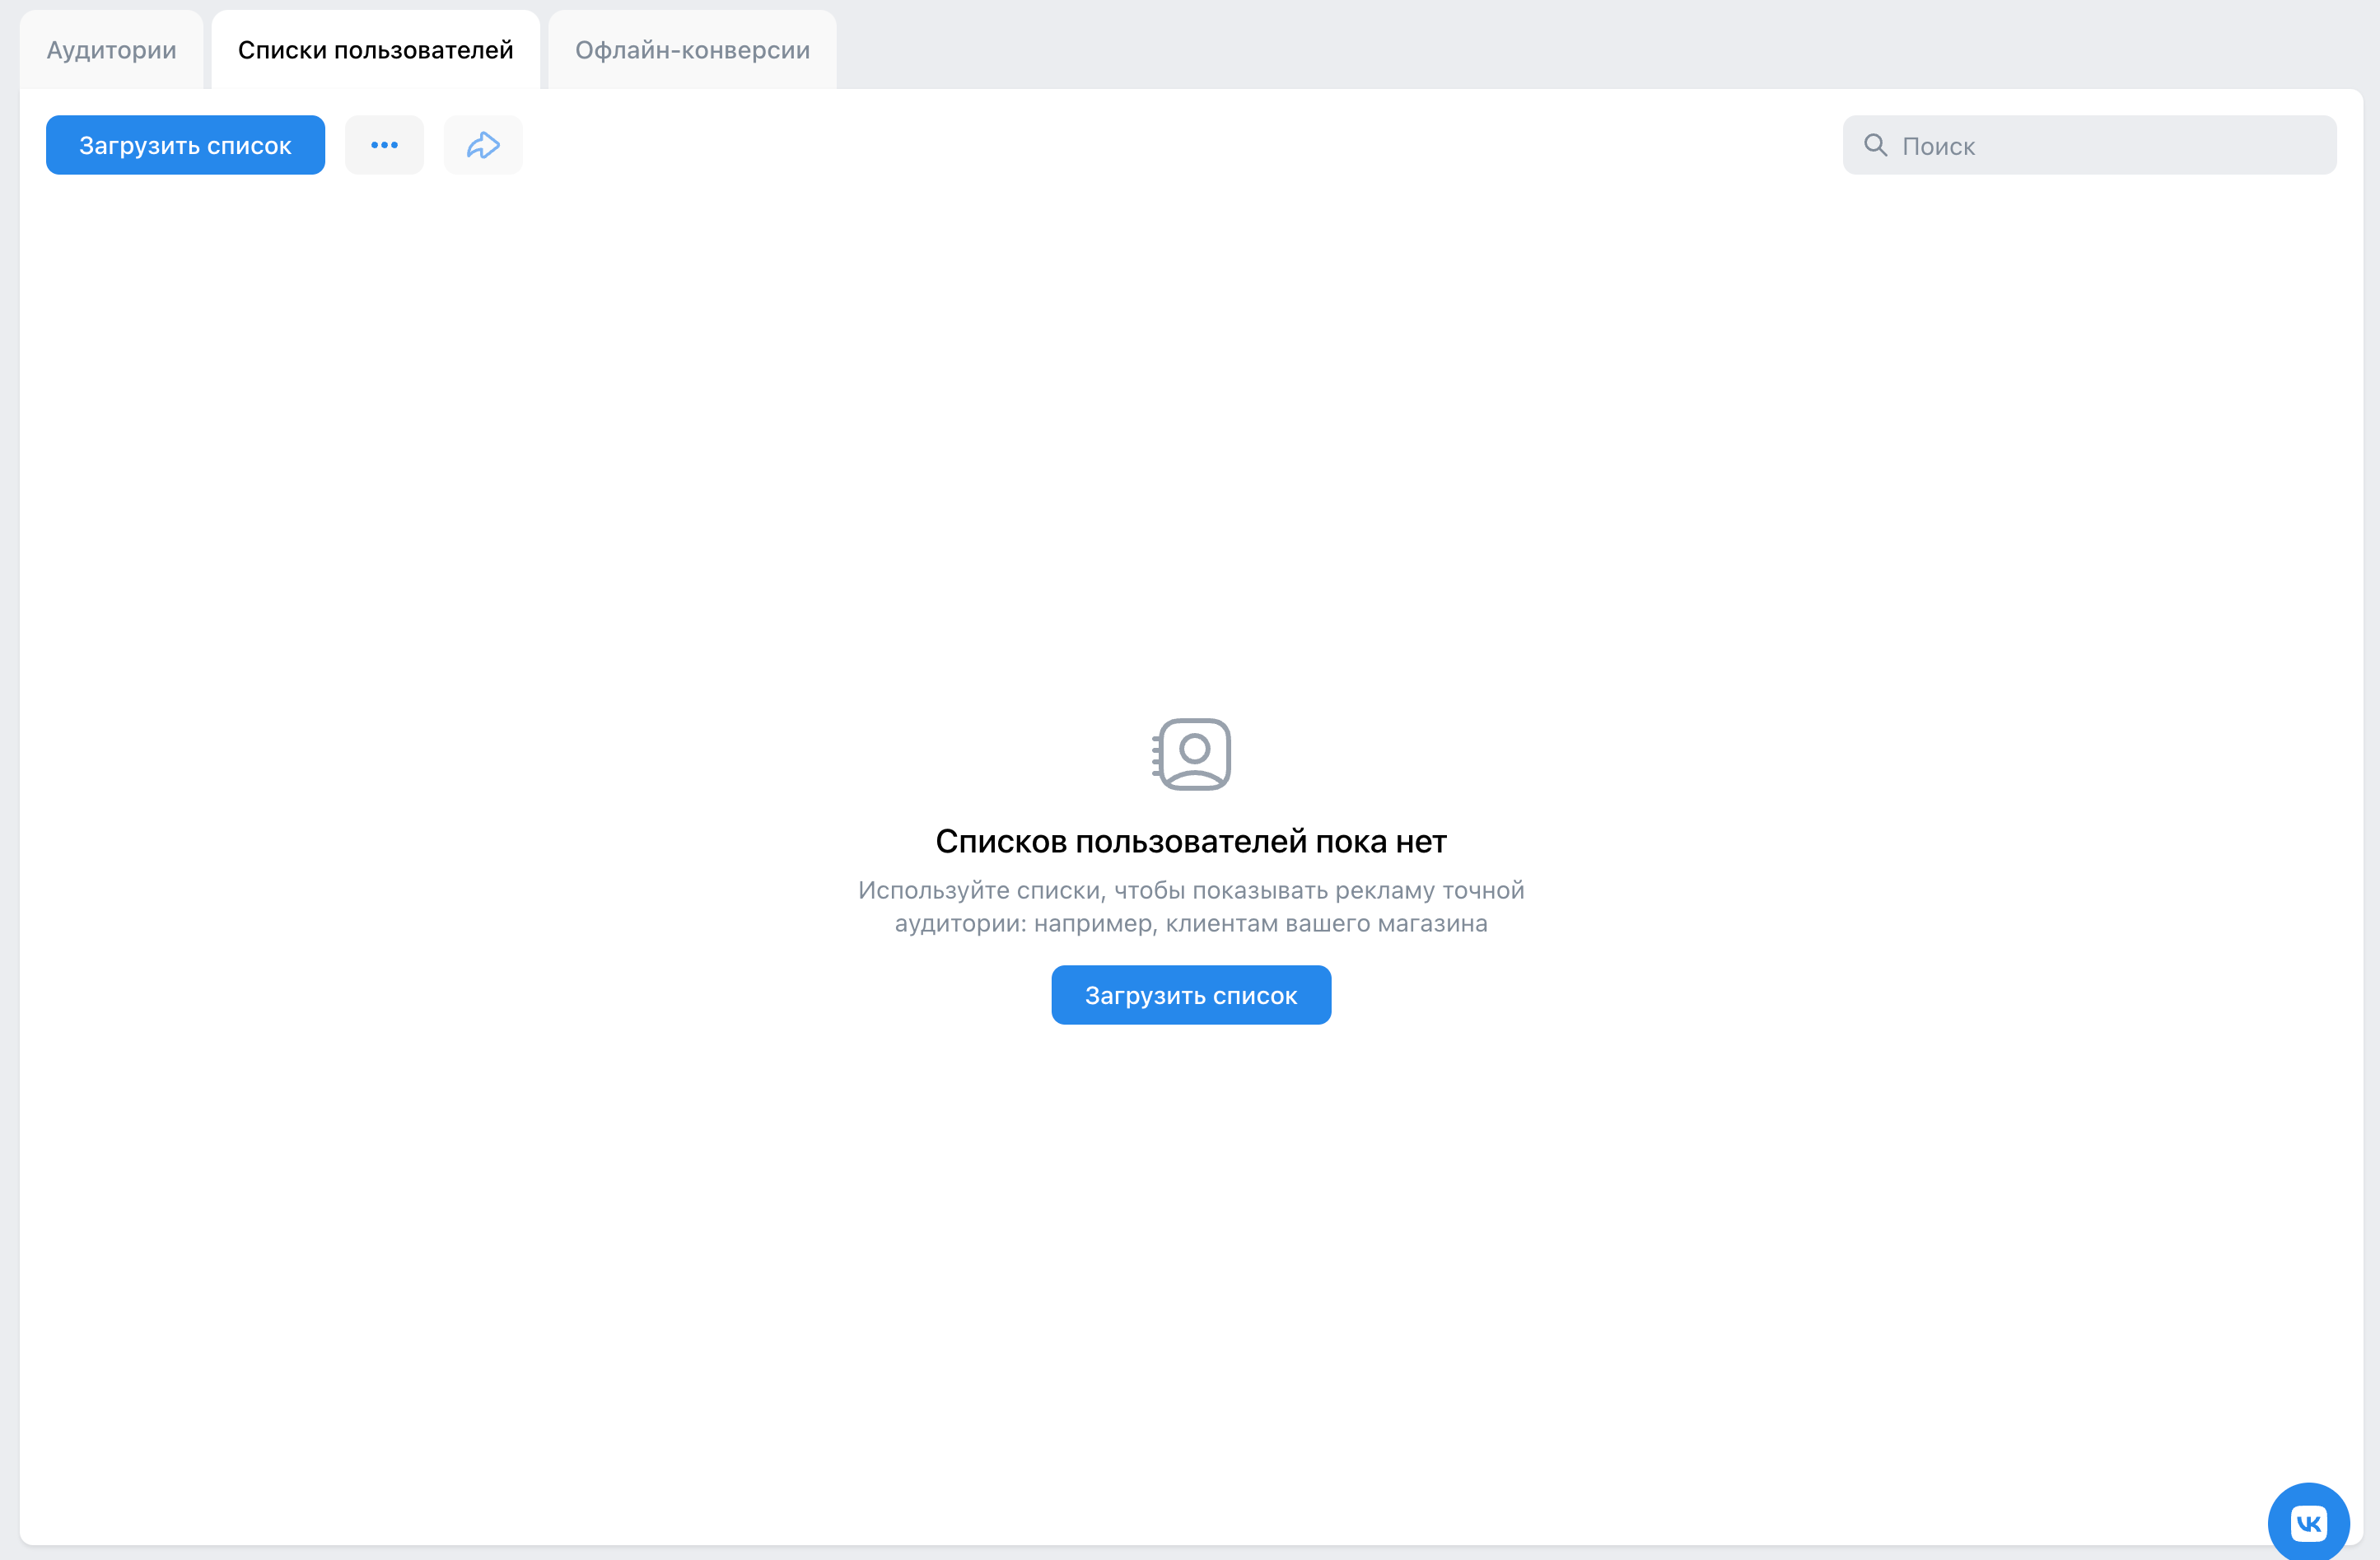 Аудитории
Списки пользователей
Офлайн-конверсии
Загрузить список
Поиск
Списков пользователей пока нет
Используйте списки, чтобы показывать рекламу точной
аудитории: например, клиентам вашего магазина
Загрузить список